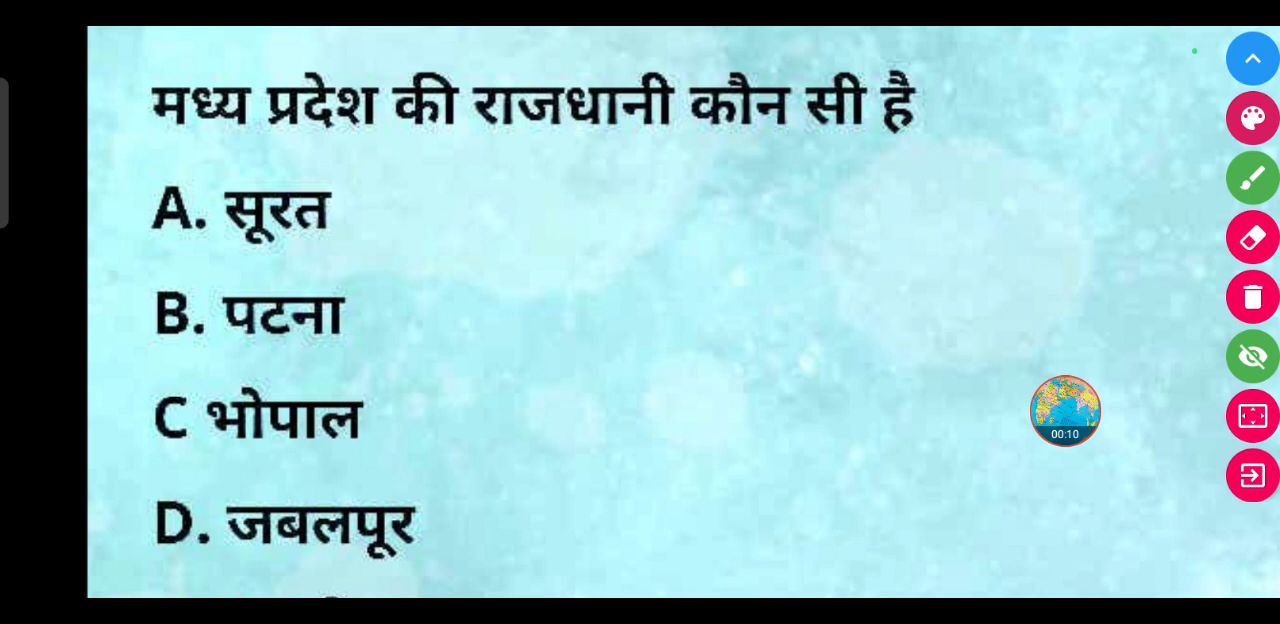 मध्य प्रदेश की राजधानी कौन सी है
A. सूरत
B. पटना
C भोपाल
D. जबलपूर
00:10